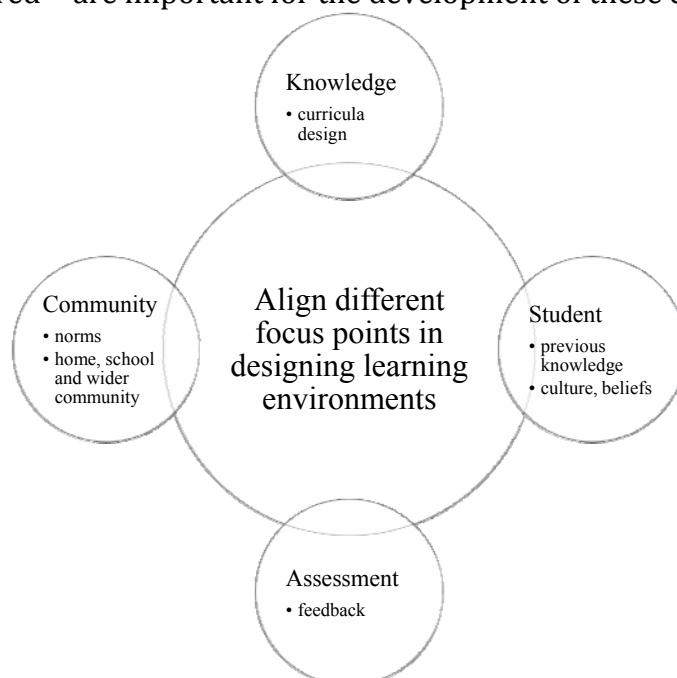 are important for the development of these
Knowledge
• curricula
design
Community
• norms
• home, school
and wider
community
Align different
focus points in
designing learning
environments
Student
• previous
knowledge
• culture, beliefs
Assessment
• feedback